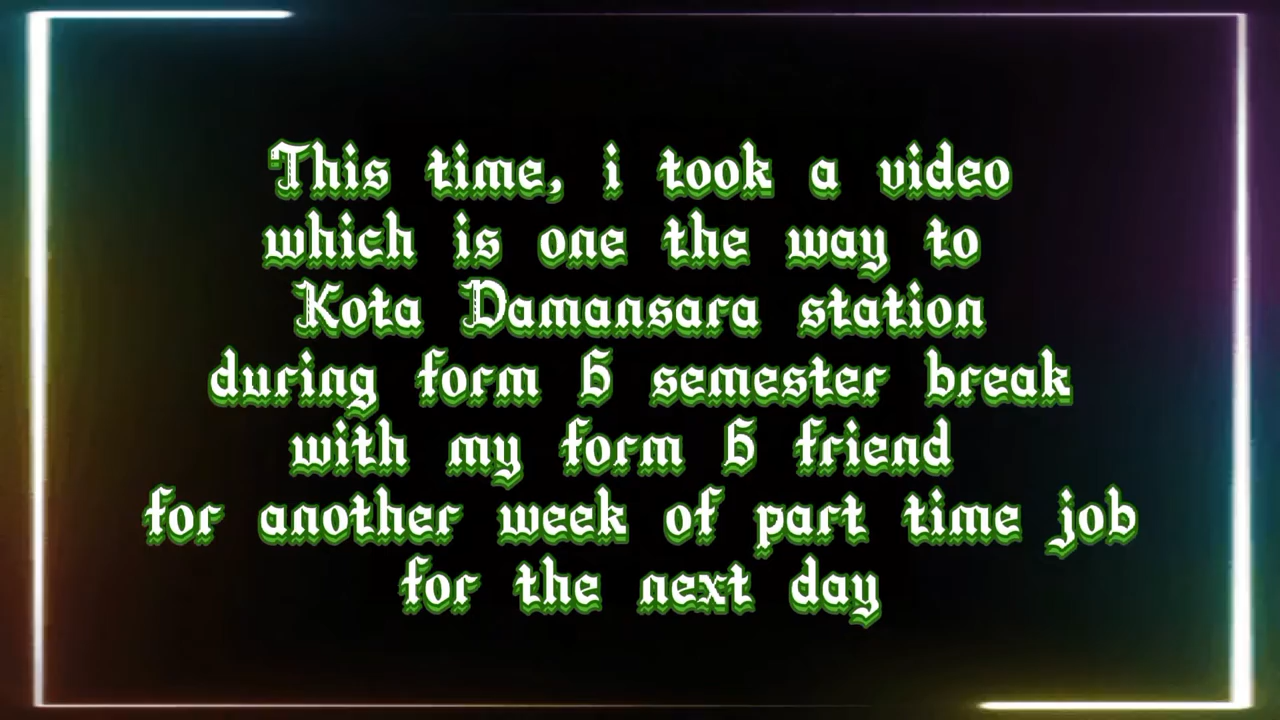 This time, i took a video
which is one the way to
Kota Damansara station
during form 6 semester break
with my form 6 friend
for another week of part time job
for the next day